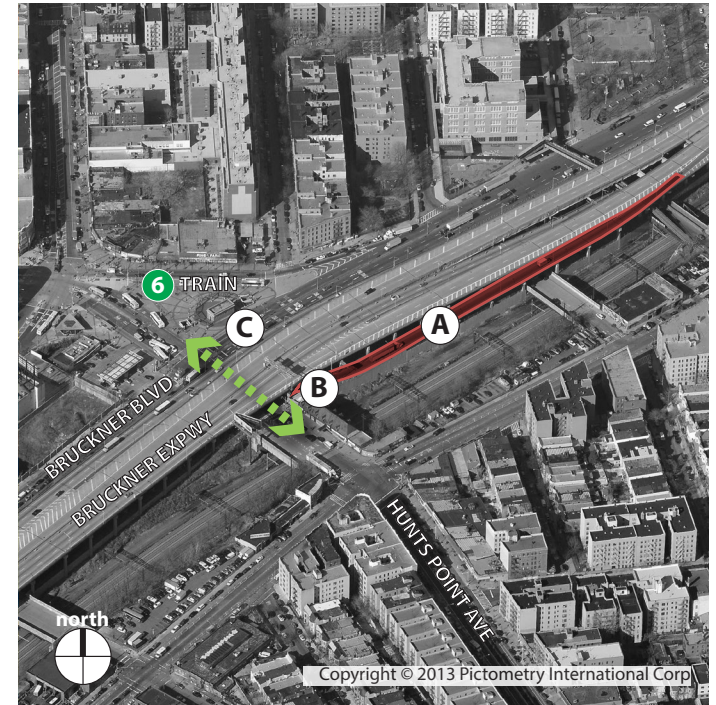 6 TRAIN
C
A
B
BRUCKNER BLVD
BRUCKNER EXPWY
HUNTS POINT AVE
north
Copyright © 2013 Pictometry International Corp